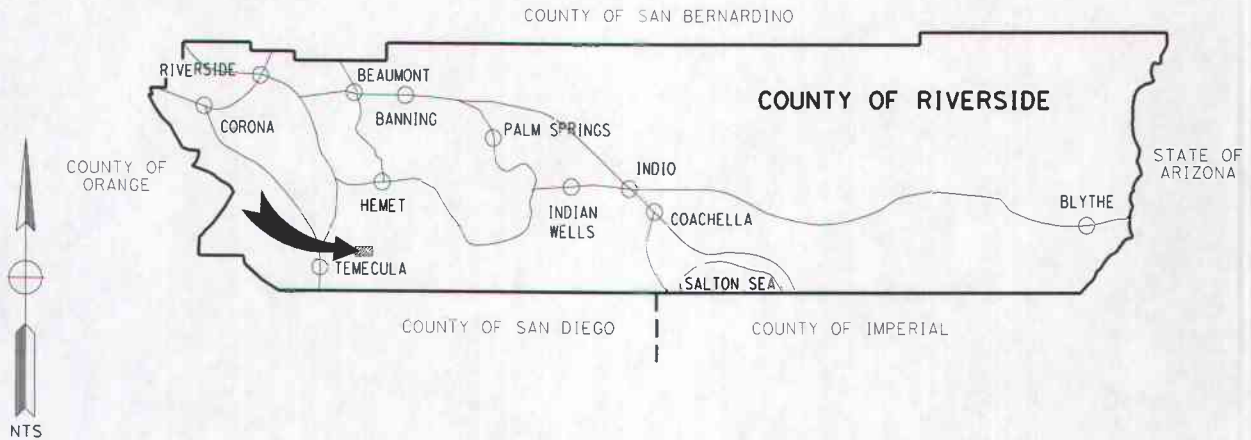 COUNTY OF SAN BERNARDINO
RIVERSIDE
BEAUMONT
COUNTY OF RIVERSIDE
CORONA
BANNING
PALM SPRINGS
COUNTY OF
ORANGE
STATE OF
ARIZONA
INDIO
HEMET
INDIAN
WELLS
COACHELLA
BLYTHE
TEMECULA
SALTON SEA
COUNTY OF SAN DIEGO
COUNTY OF IMPERIAL
NTS